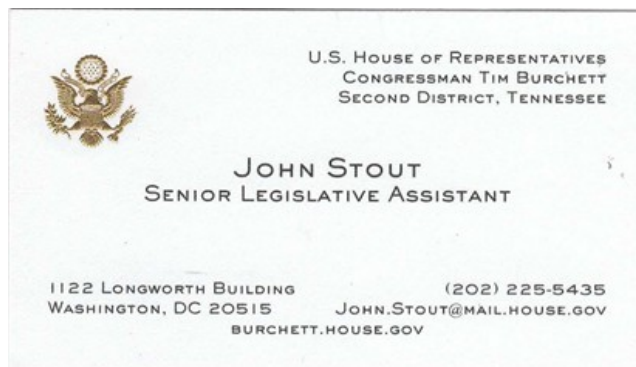 U.S. House of Representatives
Congressman Tim Burchett
Second District, Tennessee
John Stout
Senior Legislative Assistant
1122 Longworth Building
(202) 225-5435
Washington, DC 20515
John.Stout@mail.house.gov
burchett.house.gov